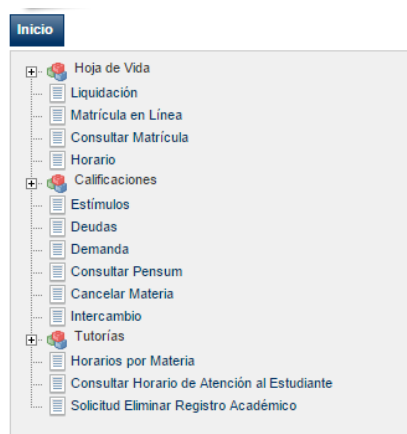 Inicio
Hoja de Vida
Liquidación
Matrícula en Línea
Consultar Matrícula
Horario
Calificaciones
Estímulos
Deudas
Demanda
Consultar Pensum
Cancelar Materia
Intercambio
Tutorías
Horarios por Materia
Consultar Horario de Atención al Estudiante
Solicitud Eliminar Registro Académico